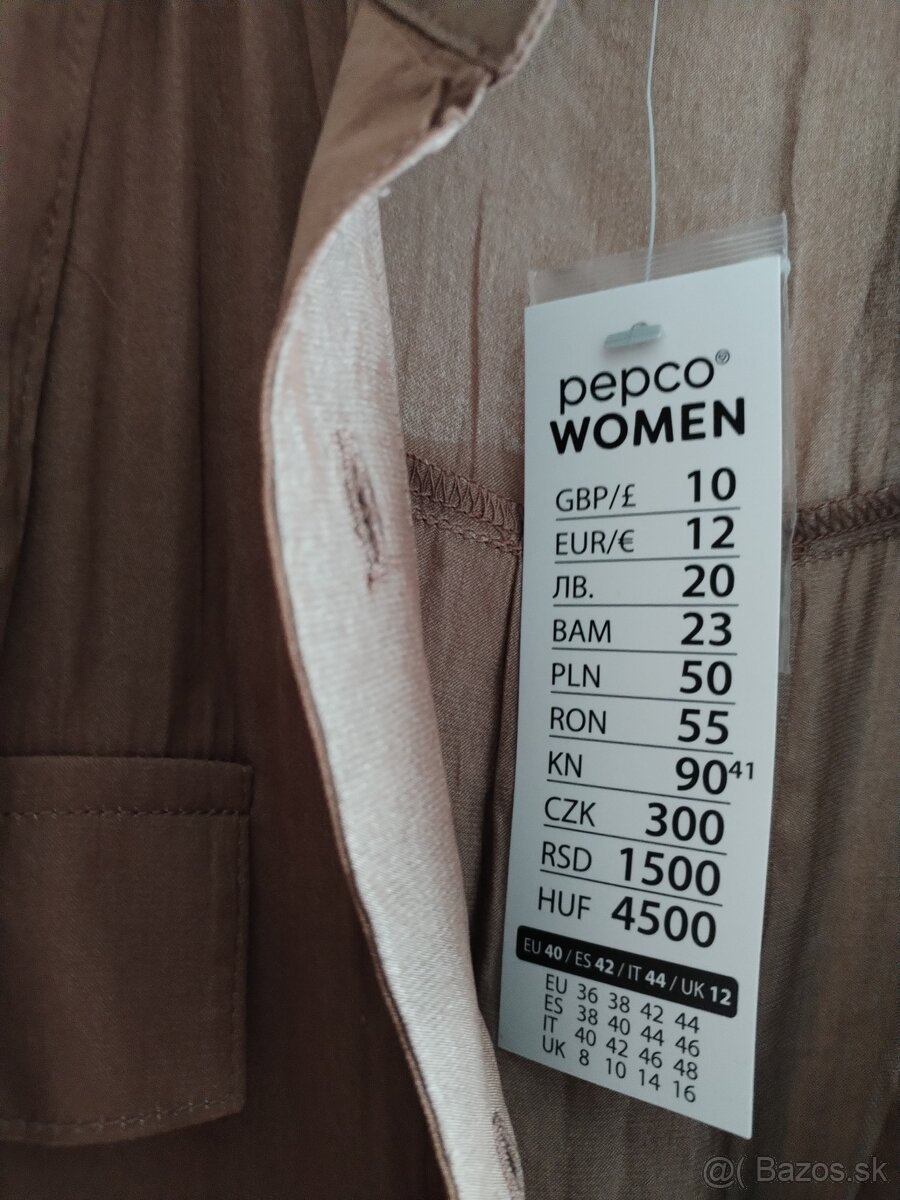 pepco®
WOMEN
GBP/£ 10
EUR/€ 12
ЛВ. 20
BAM 23
PLN 50
RON 55
KN 90⁴¹
CZK 300
RSD 1500
HUF 4500
EU 40 / ES 42 / IT 44 / UK 12
EU 36 38 42 44
ES 38 40 44 46
IT 40 42 46 48
UK 8 10 14 16
@( Bazos.sk